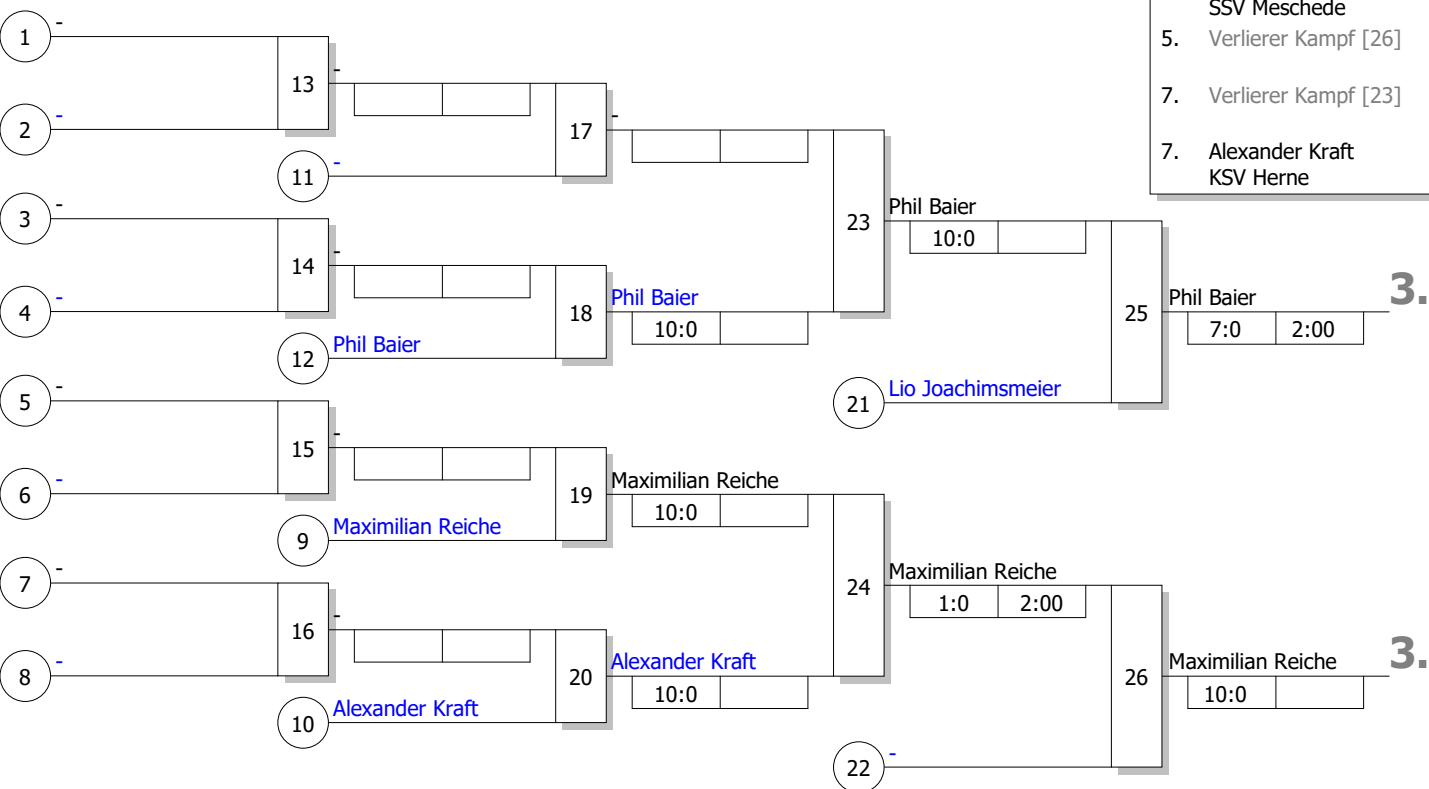 SSV Meschede
5. Verlierer Kampf [26]
7. Verlierer Kampf [23]
7. Alexander Kraft
KSV Herne
1 -
13 -
2 -
17 -
11 -
3 -
14 -
4 -
18 Phil Baier
10:0
12 Phil Baier
23 Phil Baier
10:0
25 Phil Baier 3.
7:0 2:00
21 Lio Joachimsmeier
5 -
15 -
6 -
19 Maximilian Reiche
10:0
9 Maximilian Reiche
7 -
16 -
8 -
20 Alexander Kraft
10:0
10 Alexander Kraft
24 Maximilian Reiche
1:0 2:00
26 Maximilian Reiche 3.
10:0
22 -